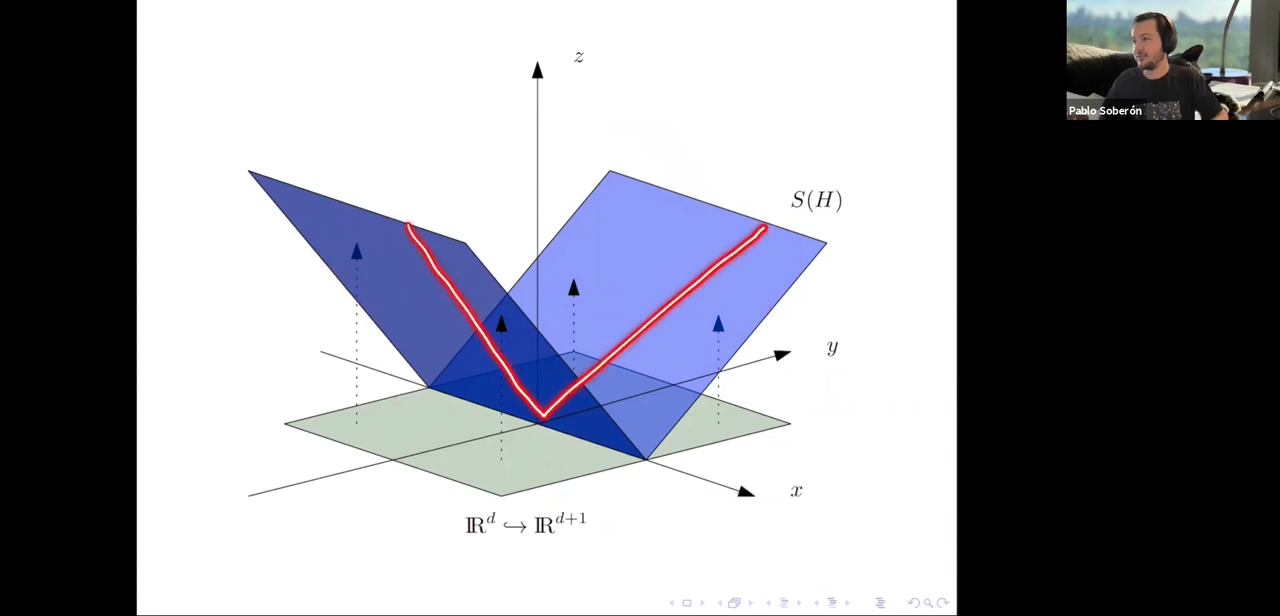 z
Pablo Soberón
S(H)
y
x
ℝ^d ↪ ℝ^{d+1}